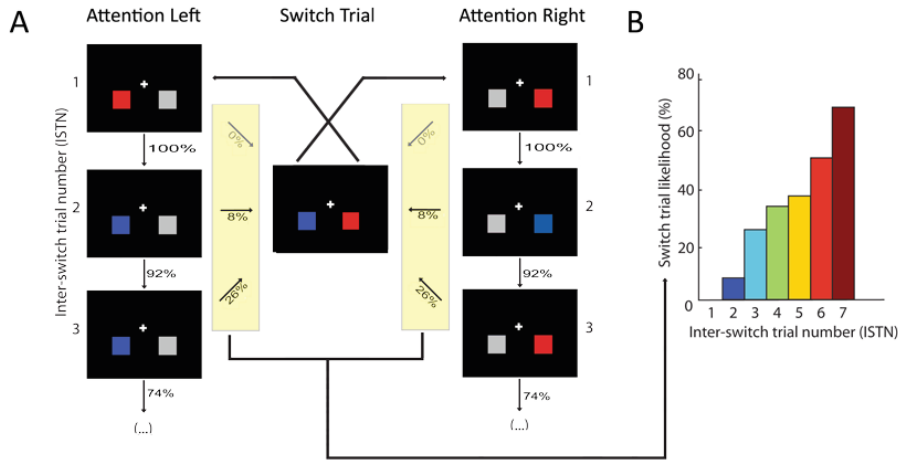 A
Attention Left
Switch Trial
Attention Right
B
Inter-switch trial number (ISTN)
1
100%
2
92%
3
74%
(...)
0%
8%
26%
0%
8%
26%
1
100%
2
92%
3
74%
(...)
Switch trial likelihood (%)
80
60
40
20
0
1 2 3 4 5 6 7
Inter-switch trial number (ISTN)